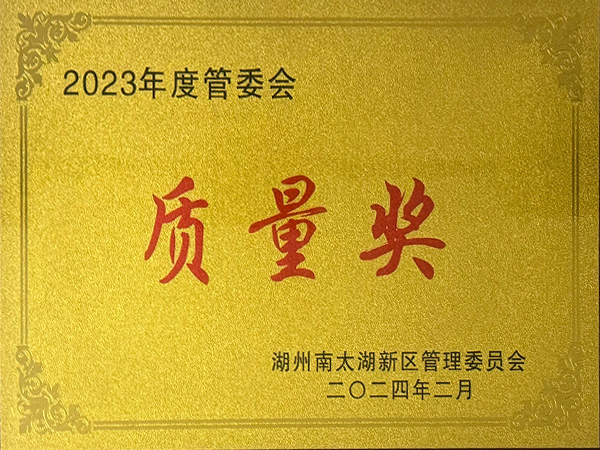 2023年度管委会
质量奖
湖州南太湖新区管理委员会
二〇二四年二月